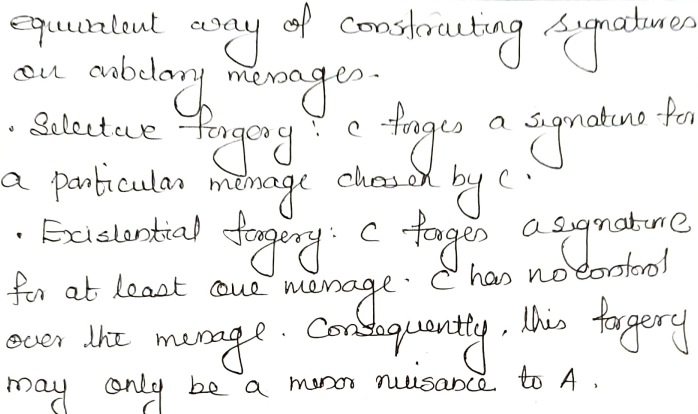 equivalent way of constructing signatures
on arbitrary messages.
• Selective forgery: C forges a signature for
a particular message chosen by C.
• Existential forgery: C forges a signature
for at least one message. C has no control
over the message. Consequently, this forgery
may only be a minor nuisance to A.